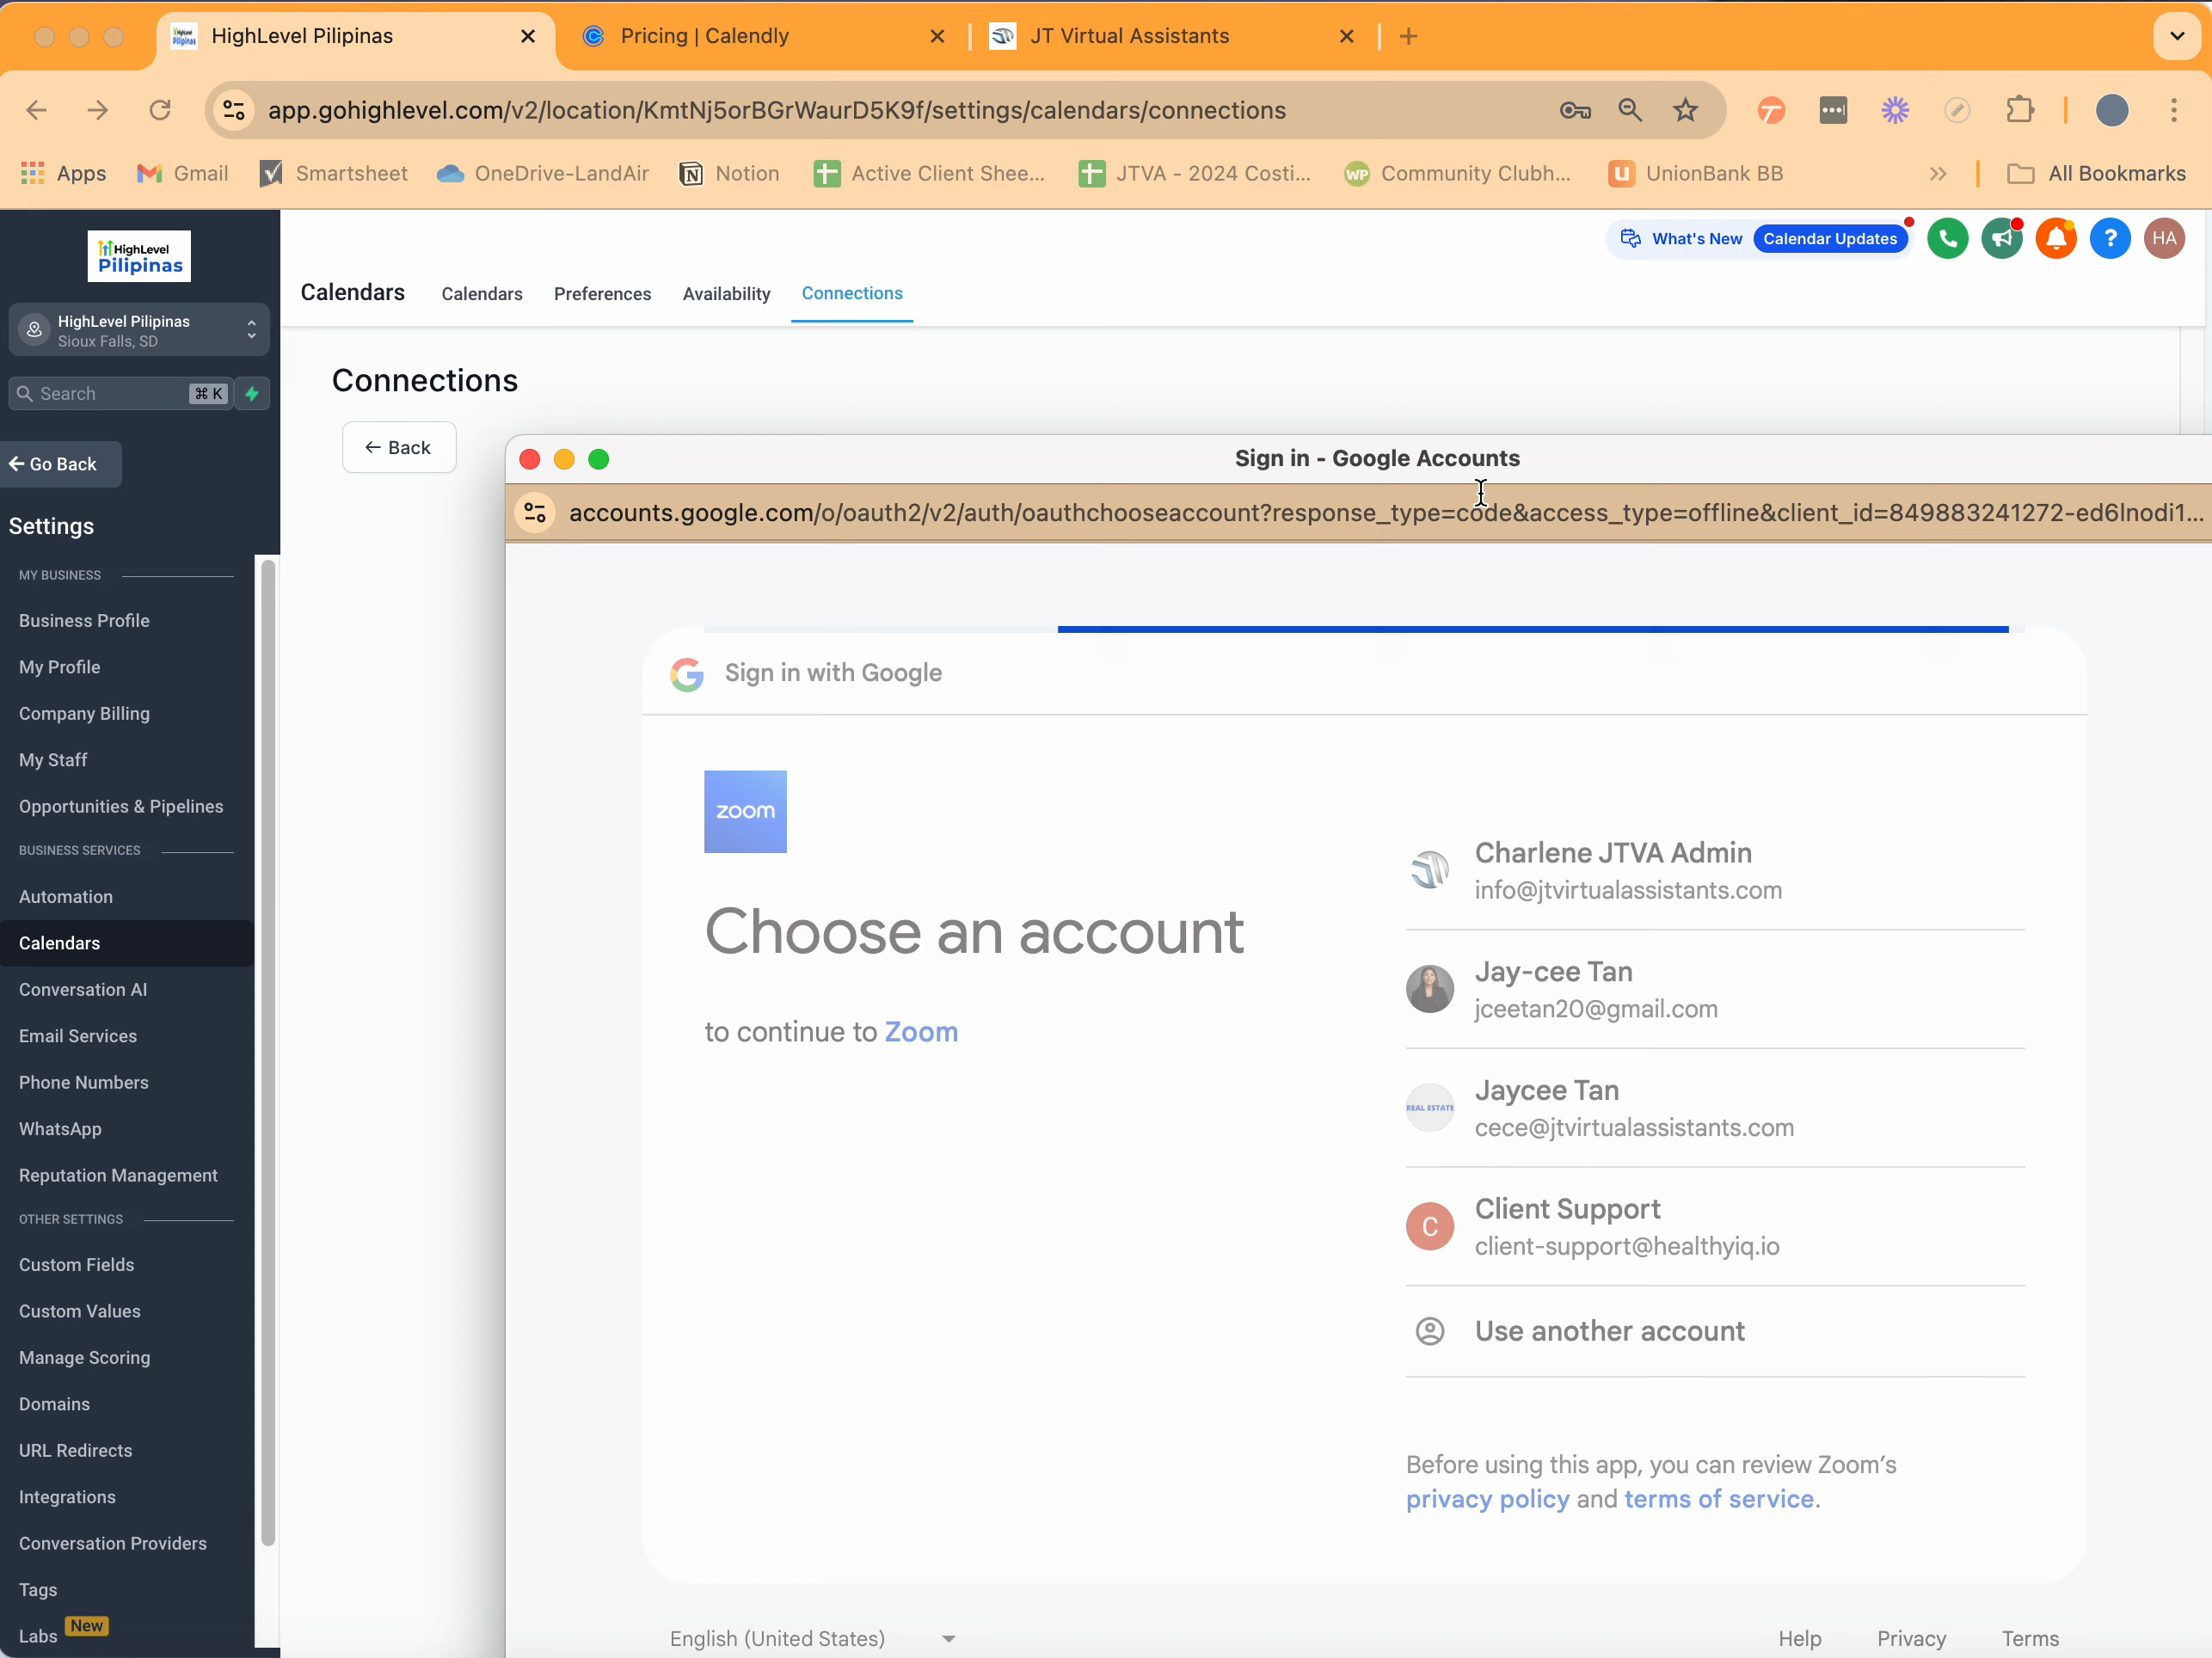 HighLevel Pilipinas
Pricing | Calendly
JT Virtual Assistants
app.gohighlevel.com/v2/location/KmtNj5orBGrWaurD5K9f/settings/calendars/connections
Apps
Gmail
Smartsheet
OneDrive-LandAir
Notion
Active Client Shee...
JTVA - 2024 Costi...
Community Clubh...
UnionBank BB
All Bookmarks
HighLevel
Pilipinas
What's New
Calendar Updates
HA
Calendars
Calendars
Preferences
Availability
Connections
HighLevel Pilipinas
Sioux Falls, SD
Search
⌘ K
Go Back
Settings
MY BUSINESS
Business Profile
My Profile
Company Billing
My Staff
Opportunities & Pipelines
BUSINESS SERVICES
Automation
Calendars
Conversation AI
Email Services
Phone Numbers
WhatsApp
Reputation Management
OTHER SETTINGS
Custom Fields
Custom Values
Manage Scoring
Domains
URL Redirects
Integrations
Conversation Providers
Tags
Labs New
Connections
Back
Sign in - Google Accounts
accounts.google.com/o/oauth2/v2/auth/oauthchooseaccount?response_type=code&access_type=offline&client_id=849883241272-ed6lnodi1...
Sign in with Google
zoom
Choose an account
to continue to Zoom
Charlene JTVA Admin
info@jtvirtualassistants.com
Jay-cee Tan
jceetan20@gmail.com
REAL ESTATE
Jaycee Tan
cece@jtvirtualassistants.com
C
Client Support
client-support@healthyiq.io
Use another account
Before using this app, you can review Zoom's
privacy policy and terms of service.
English (United States)
Help
Privacy
Terms